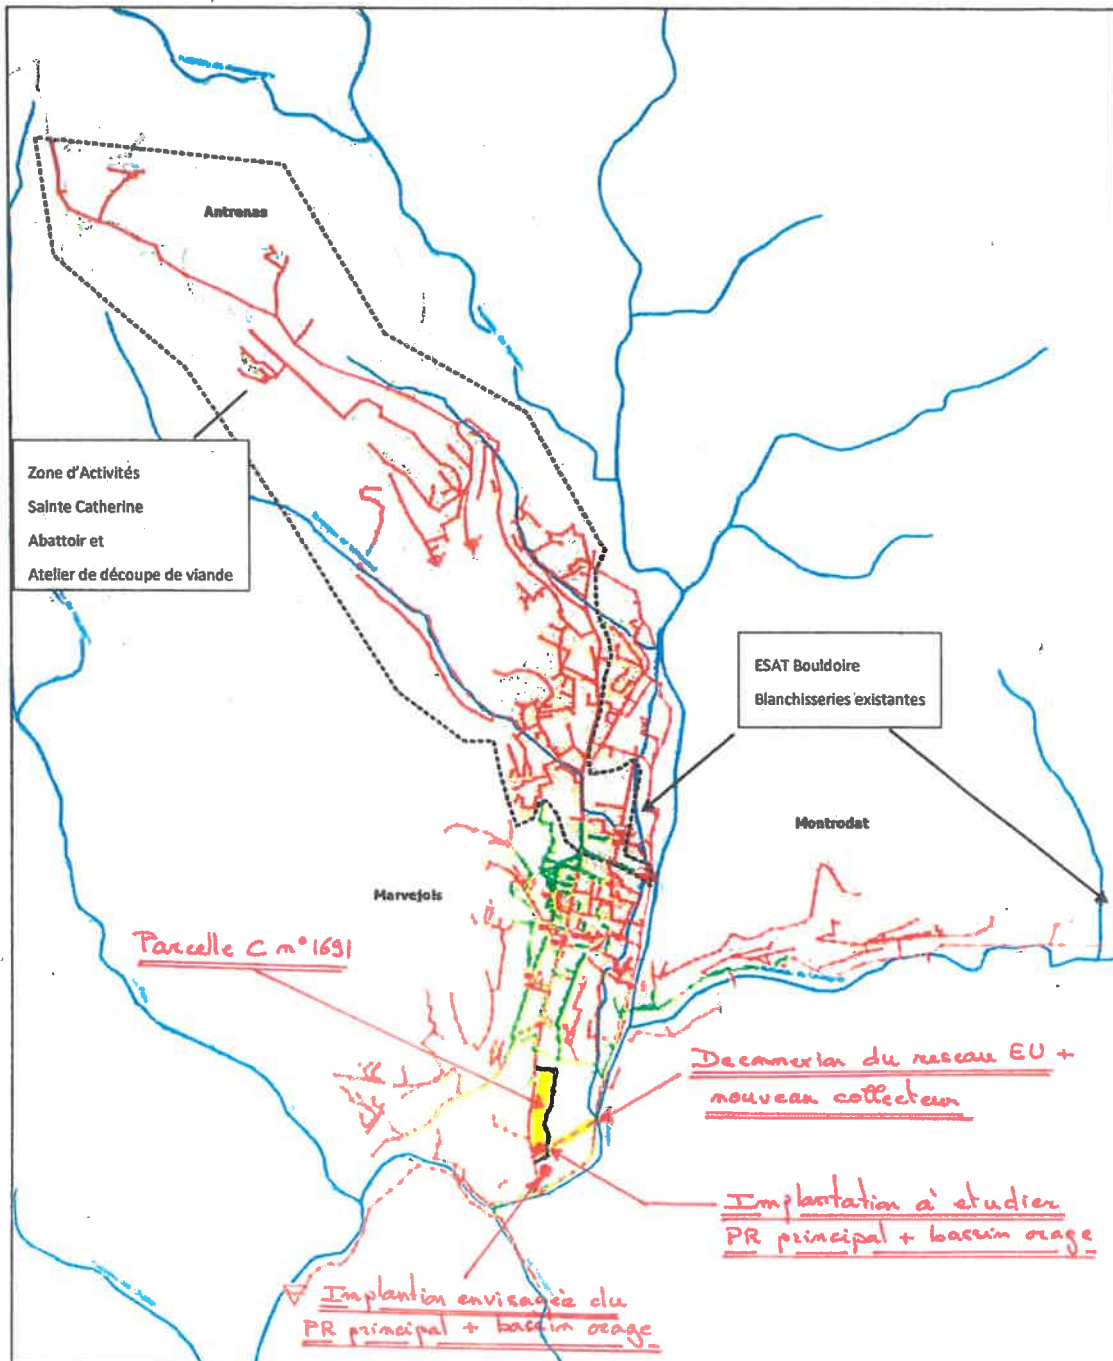 Antrenas
Zone d'Activités
Sainte Catherine
Abattoir et
Atelier de découpe de viande
ESAT Bouldoire
Blanchisseries existantes
Montrodat
Marvejols
Parcelle C n° 1691
Deconnexion du reseau EU +
nouveau collecteur
Implantation à etudier
PR principal + bassin orage
Implantion envisagée du
PR principal + bassin orage